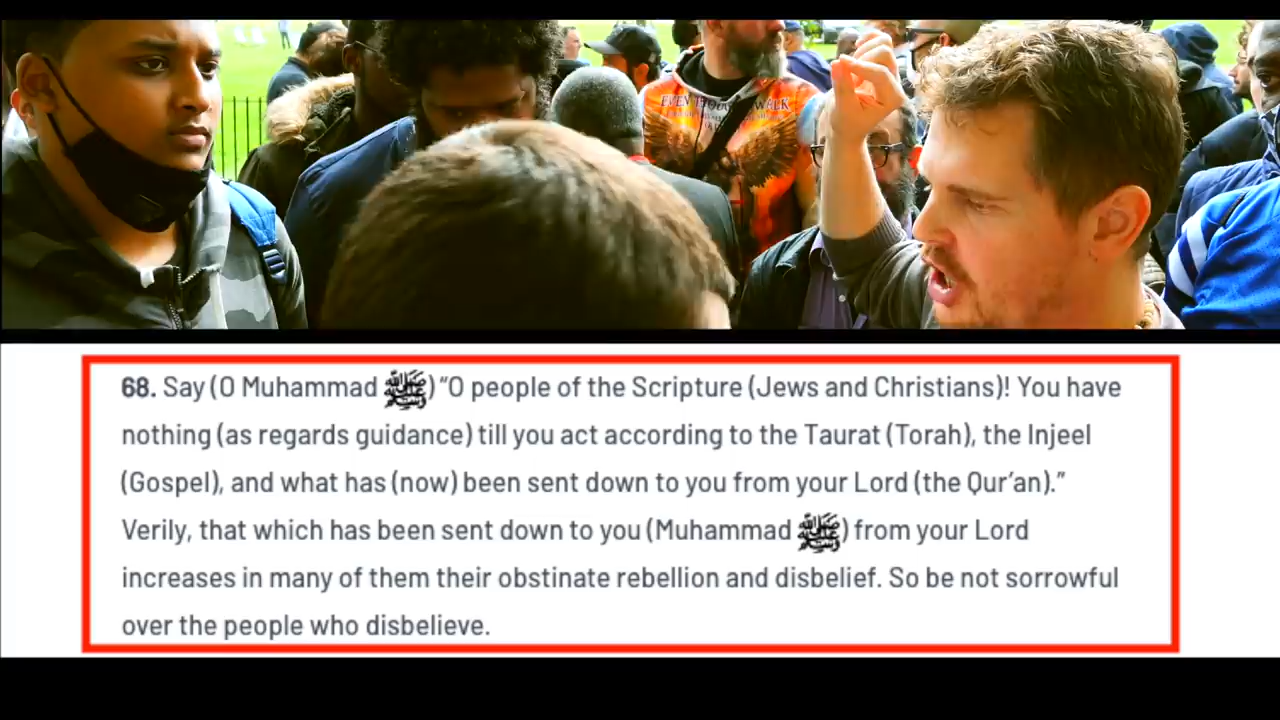 EVEN THOUGH I WALK
68. Say (O Muhammad ﷺ) “O people of the Scripture (Jews and Christians)! You have
nothing (as regards guidance) till you act according to the Taurat (Torah), the Injeel
(Gospel), and what has (now) been sent down to you from your Lord (the Qur’an).”
Verily, that which has been sent down to you (Muhammad ﷺ) from your Lord
increases in many of them their obstinate rebellion and disbelief. So be not sorrowful
over the people who disbelieve.